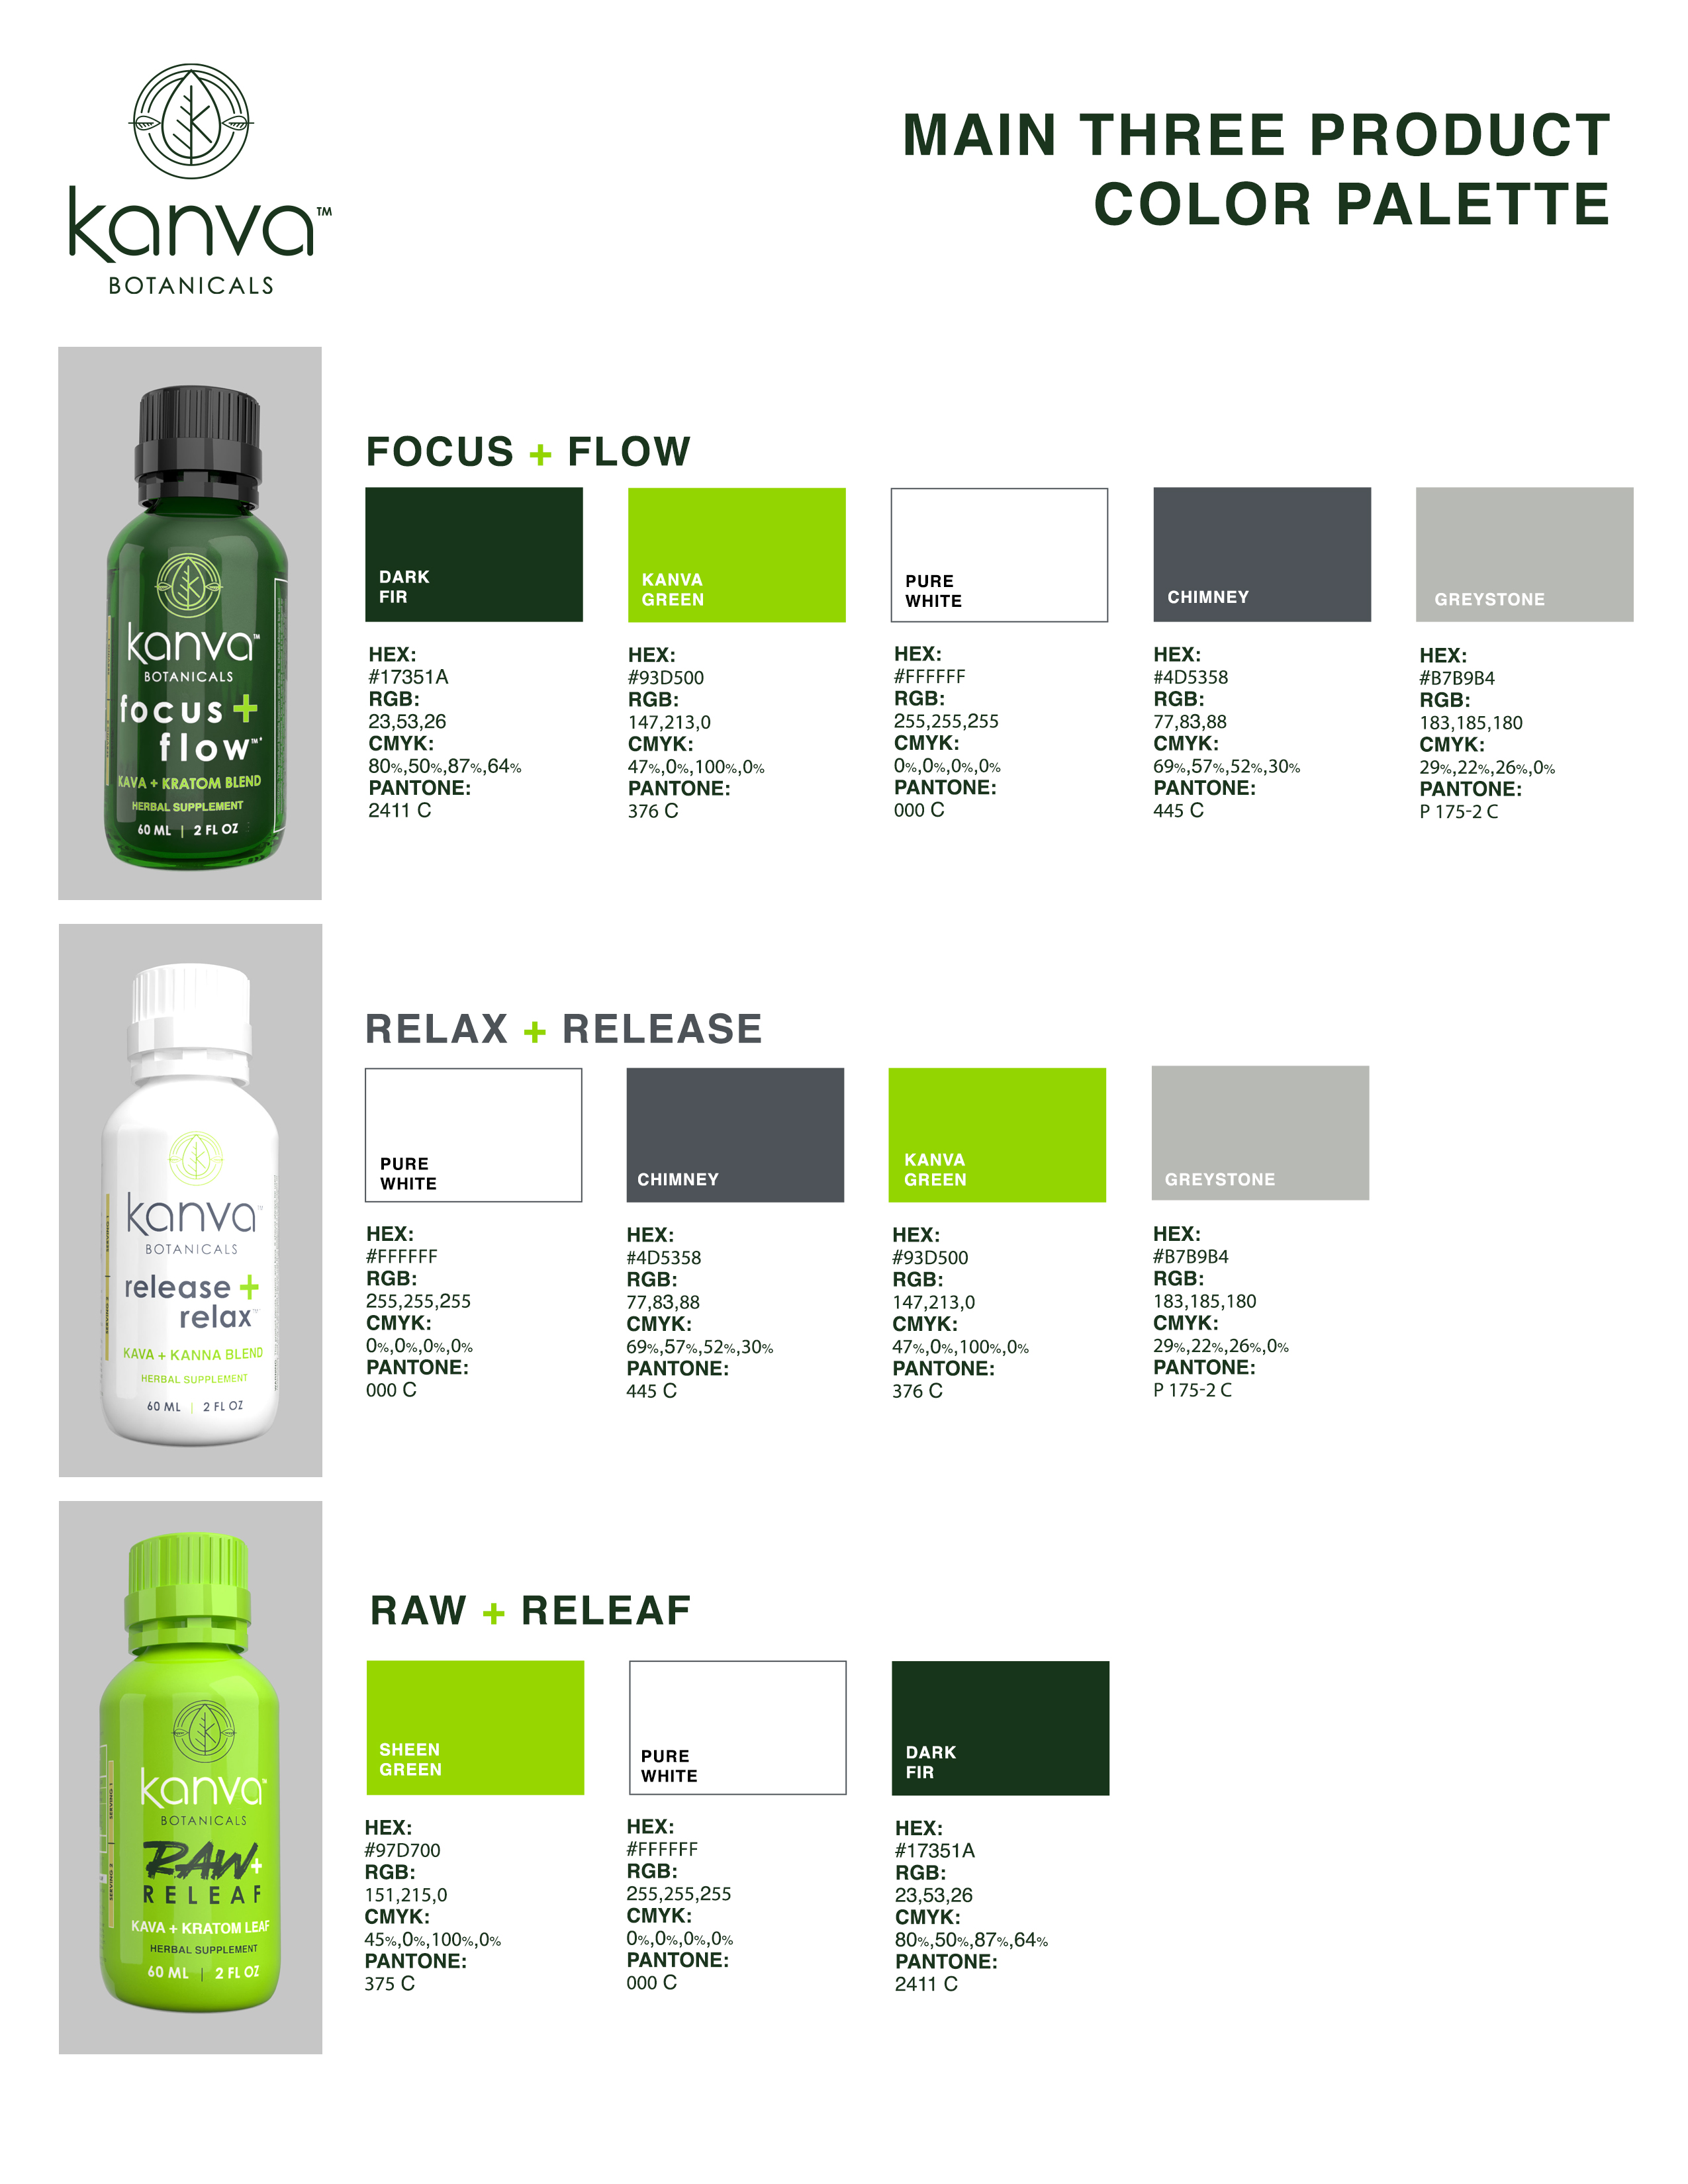 kanva™
BOTANICALS
MAIN THREE PRODUCT
COLOR PALETTE
kanva™
BOTANICALS
focus +
flow™*
KAVA + KRATOM BLEND
HERBAL SUPPLEMENT
60 ML | 2 FL OZ
FOCUS + FLOW
DARK
FIR
HEX:
#17351A
RGB:
23,53,26
CMYK:
80%,50%,87%,64%
PANTONE:
2411 C
KANVA
GREEN
HEX:
#93D500
RGB:
147,213,0
CMYK:
47%,0%,100%,0%
PANTONE:
376 C
PURE
WHITE
HEX:
#FFFFFF
RGB:
255,255,255
CMYK:
0%,0%,0%,0%
PANTONE:
000 C
CHIMNEY
HEX:
#4D5358
RGB:
77,83,88
CMYK:
69%,57%,52%,30%
PANTONE:
445 C
GREYSTONE
HEX:
#B7B9B4
RGB:
183,185,180
CMYK:
29%,22%,26%,0%
PANTONE:
P 175-2 C
kanva™
BOTANICALS
release +
relax™
KAVA + KANNA BLEND
HERBAL SUPPLEMENT
60 ML | 2 FL OZ
RELAX + RELEASE
PURE
WHITE
HEX:
#FFFFFF
RGB:
255,255,255
CMYK:
0%,0%,0%,0%
PANTONE:
000 C
CHIMNEY
HEX:
#4D5358
RGB:
77,83,88
CMYK:
69%,57%,52%,30%
PANTONE:
445 C
KANVA
GREEN
HEX:
#93D500
RGB:
147,213,0
CMYK:
47%,0%,100%,0%
PANTONE:
376 C
GREYSTONE
HEX:
#B7B9B4
RGB:
183,185,180
CMYK:
29%,22%,26%,0%
PANTONE:
P 175-2 C
kanva™
BOTANICALS
RAW+
RELEAF
KAVA + KRATOM LEAF
HERBAL SUPPLEMENT
60 ML | 2 FL OZ
RAW + RELEAF
SHEEN
GREEN
HEX:
#97D700
RGB:
151,215,0
CMYK:
45%,0%,100%,0%
PANTONE:
375 C
PURE
WHITE
HEX:
#FFFFFF
RGB:
255,255,255
CMYK:
0%,0%,0%,0%
PANTONE:
000 C
DARK
FIR
HEX:
#17351A
RGB:
23,53,26
CMYK:
80%,50%,87%,64%
PANTONE:
2411 C